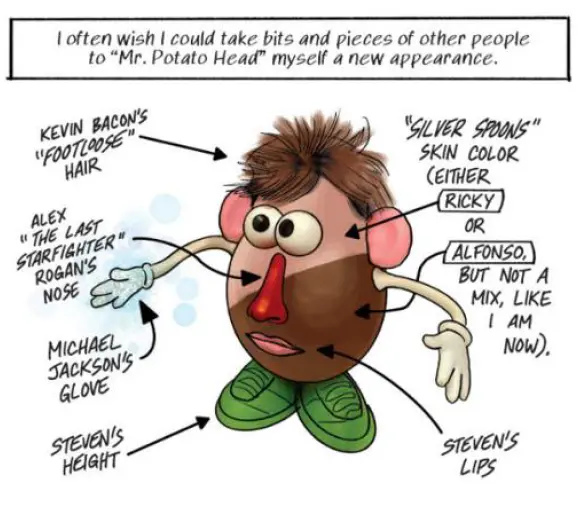 I often wish I could take bits and pieces of other people
to "Mr. Potato Head" myself a new appearance.
KEVIN BACON'S
"FOOTLOOSE"
HAIR
"SILVER SPOONS"
SKIN COLOR
(EITHER
RICKY
OR
ALFONSO,
BUT NOT A
MIX, LIKE
I AM
NOW).
ALEX
"THE LAST
STARFIGHTER"
ROGAN'S
NOSE
MICHAEL
JACKSON'S
GLOVE
STEVEN'S
HEIGHT
STEVEN'S
LIPS